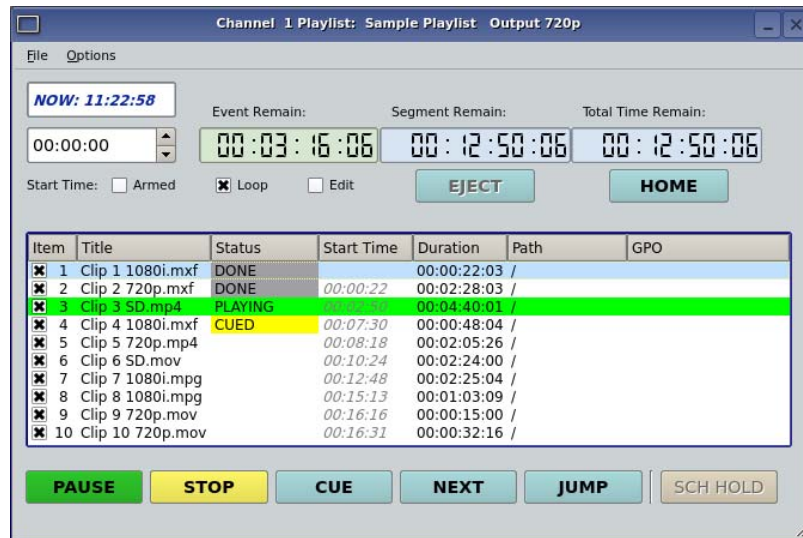 Channel 1 Playlist: Sample Playlist Output 720p
File Options
NOW: 11:22:58
Event Remain: Segment Remain: Total Time Remain:
00:00:00 00:03:16:06 00:12:50:06 00:12:50:06
Start Time: Armed Loop Edit EJECT HOME
Item Title Status Start Time Duration Path GPO
1 Clip 1 1080i.mxf DONE 00:00:22:03 /
2 Clip 2 720p.mxf DONE 00:00:22 00:02:28:03 /
3 Clip 3 SD.mp4 PLAYING 00:02:50 00:04:40:01 /
4 Clip 4 1080i.mxf CUED 00:07:30 00:00:48:04 /
5 Clip 5 720p.mp4 00:08:18 00:02:05:26 /
6 Clip 6 SD.mov 00:10:24 00:02:24:00 /
7 Clip 7 1080i.mpg 00:12:48 00:02:25:04 /
8 Clip 8 1080i.mpg 00:15:13 00:01:03:09 /
9 Clip 9 720p.mov 00:16:16 00:00:15:00 /
10 Clip 10 720p.mov 00:16:31 00:00:32:16 /
PAUSE STOP CUE NEXT JUMP SCH HOLD